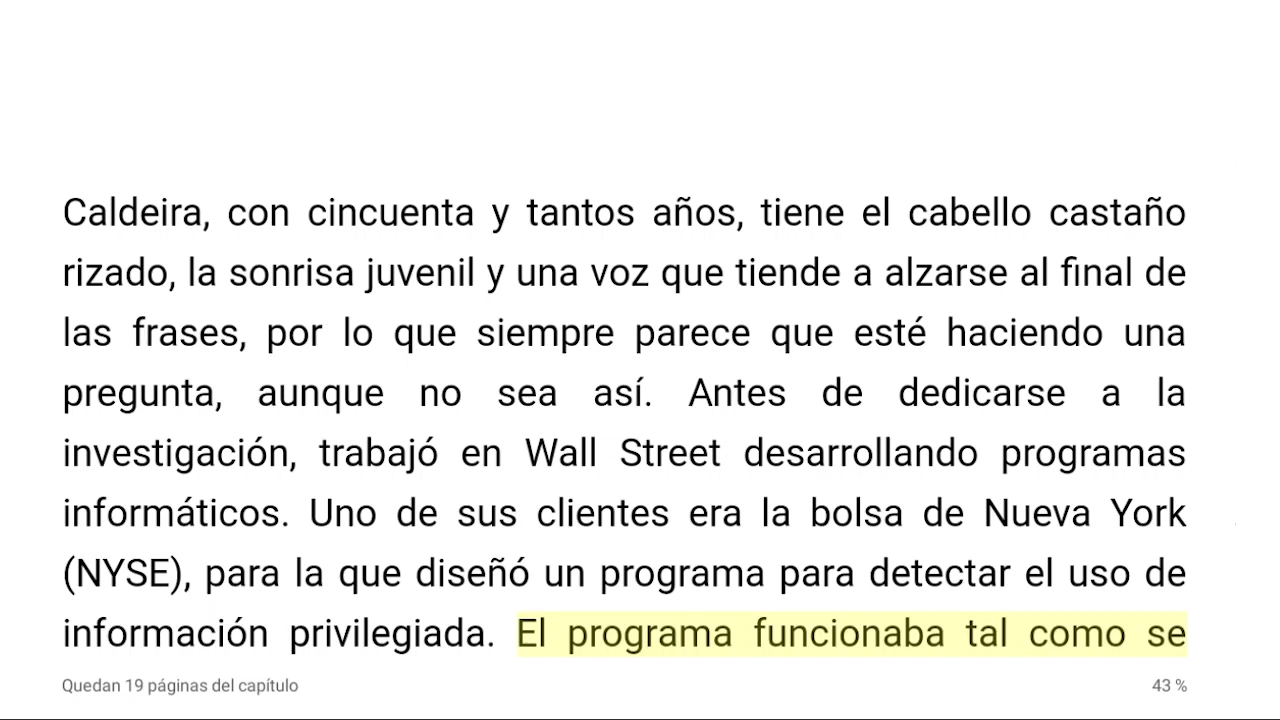 Caldeira, con cincuenta y tantos años, tiene el cabello castaño
rizado, la sonrisa juvenil y una voz que tiende a alzarse al final de
las frases, por lo que siempre parece que esté haciendo una
pregunta, aunque no sea así. Antes de dedicarse a la
investigación, trabajó en Wall Street desarrollando programas
informáticos. Uno de sus clientes era la bolsa de Nueva York
(NYSE), para la que diseñó un programa para detectar el uso de
información privilegiada. El programa funcionaba tal como se
Quedan 19 páginas del capítulo
43 %